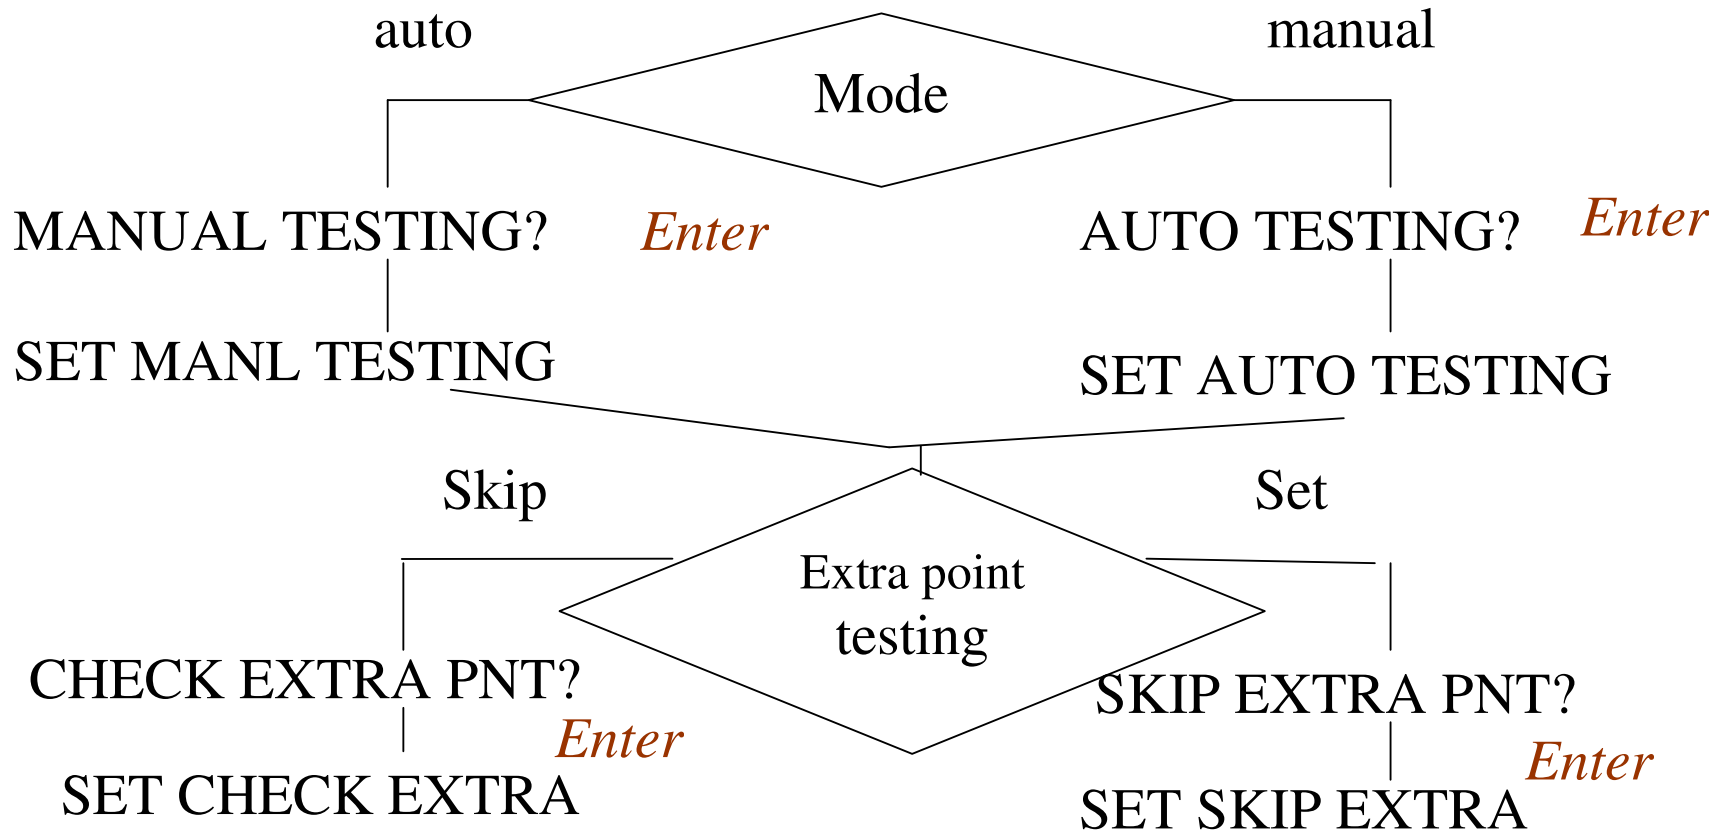 auto
manual
Mode
MANUAL TESTING?
Enter
AUTO TESTING?
Enter
SET MANL TESTING
SET AUTO TESTING
Skip
Set
Extra point
testing
CHECK EXTRA PNT?
Enter
SKIP EXTRA PNT?
Enter
SET CHECK EXTRA
SET SKIP EXTRA